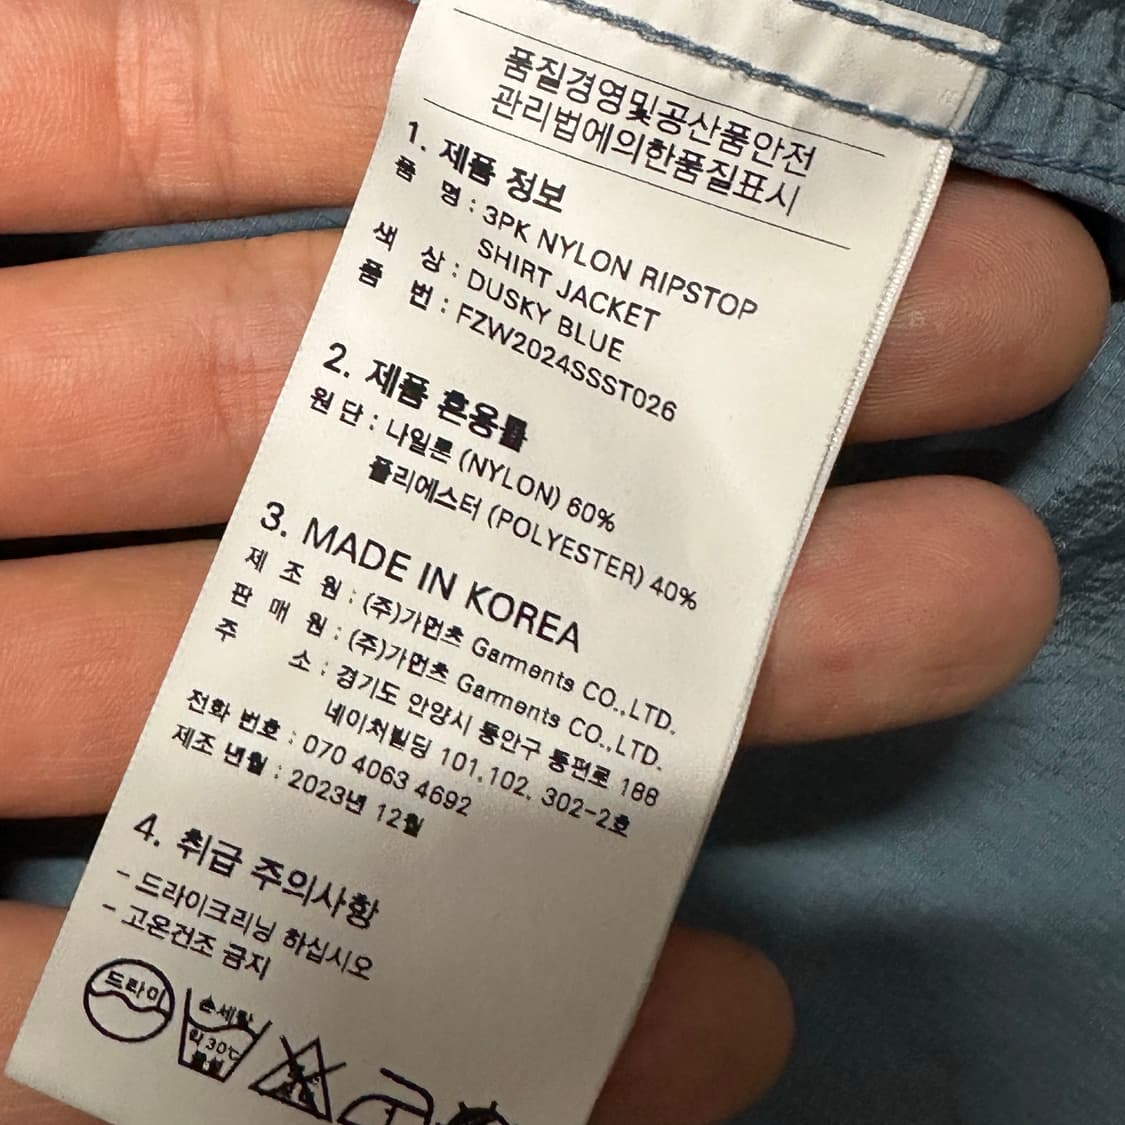 품질경영및공산품안전
관리법에의한품질표시
1. 제품 정보
품 명 : 3PK NYLON RIPSTOP
SHIRT JACKET
색 상 : DUSKY BLUE
품 번 : FZW2024SSST026
2. 제품 혼용률
원단 : 나일론 (NYLON) 60%
폴리에스터 (POLYESTER) 40%
3. MADE IN KOREA
제 조 원 : (주)가먼츠 Garments CO.,LTD.
판 매 원 : (주)가먼츠 Garments CO.,LTD.
주 소 : 경기도 안양시 동안구 동편로 188
네이처빌딩 101,102, 302-2호
전화 번호 : 070 4063 4692
제조 년월 : 2023년 12월
4. 취급 주의사항
- 드라이크리닝 하십시오
- 고온건조 금지
드라이
손세탁
약 30℃
중성